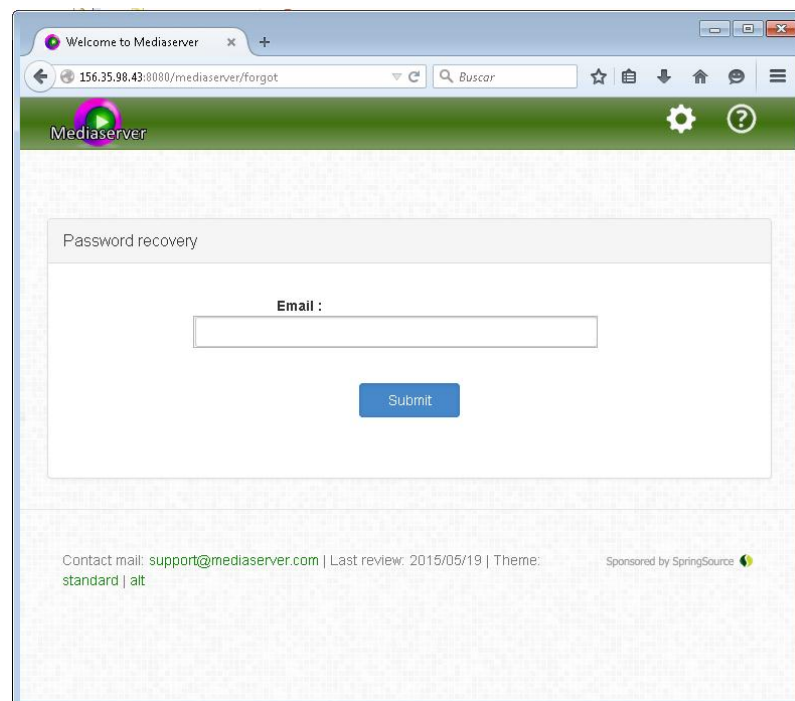 Welcome to Mediaserver
156.35.98.43:8080/mediaserver/forgot
Buscar
Mediaserver
Password recovery
Email :
Submit
Contact mail: support@mediaserver.com | Last review: 2015/05/19 | Theme:
standard | alt
Sponsored by SpringSource